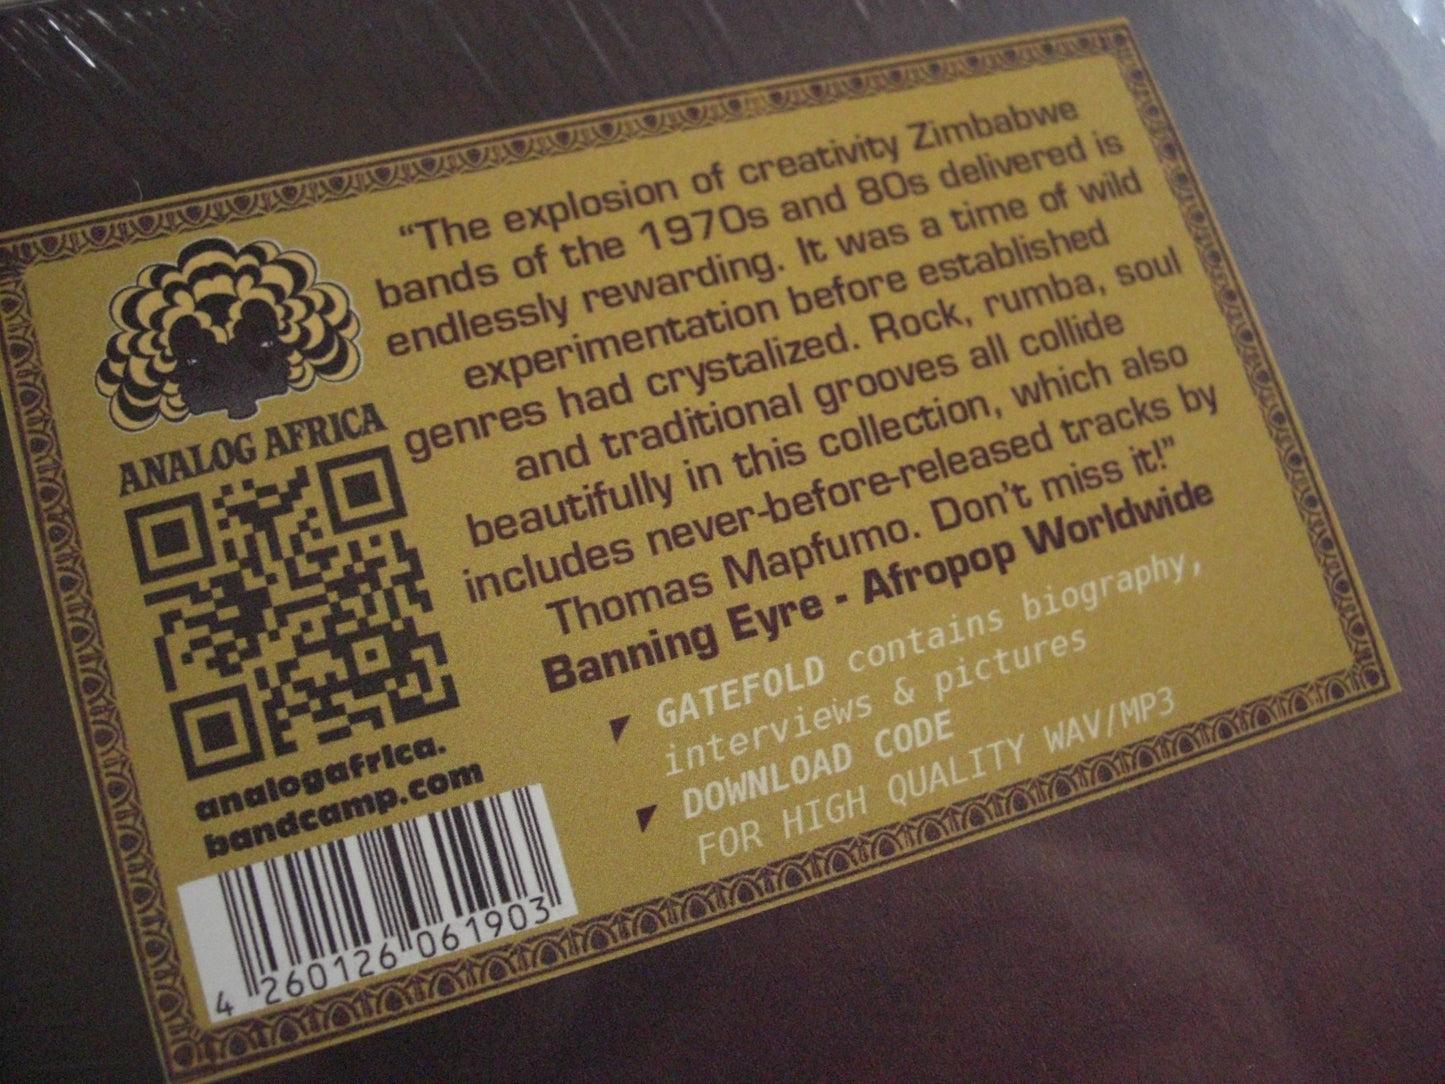 “The explosion of creativity Zimbabwe
bands of the 1970s and 80s delivered is
endlessly rewarding. It was a time of wild
experimentation before established
genres had crystalized. Rock, rumba, soul
and traditional grooves all collide
beautifully in this collection, which also
includes never-before-released tracks by
Thomas Mapfumo. Don't miss it!”
Banning Eyre - Afropop Worldwide
GATEFOLD contains biography,
interviews & pictures
DOWNLOAD CODE
FOR HIGH QUALITY WAV/MP3
ANALOG AFRICA
analogafrica.
bandcamp.com
4 260126 061903